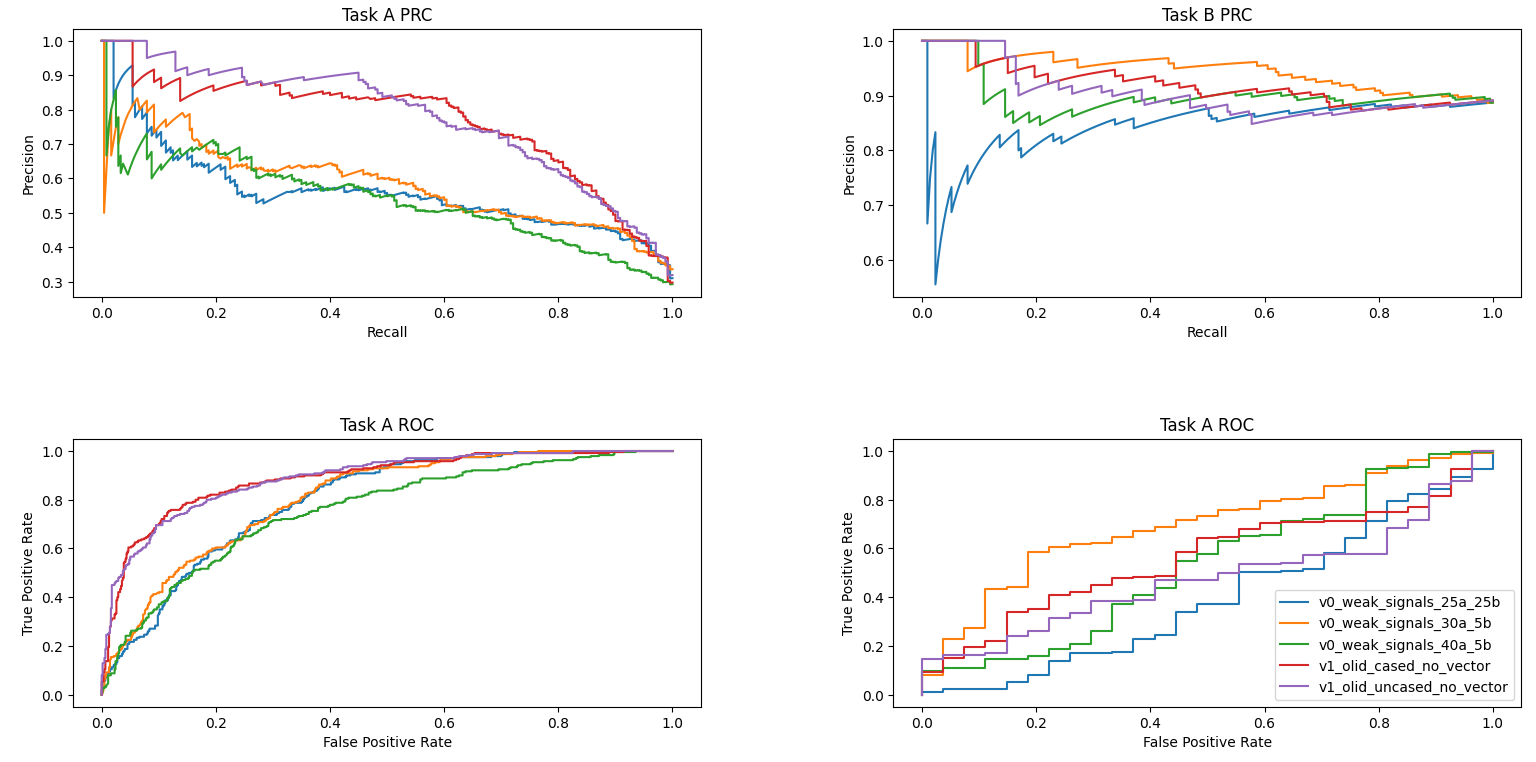 Task A PRC
Precision
1.0
0.9
0.8
0.7
0.6
0.5
0.4
0.3
0.0 0.2 0.4 0.6 0.8 1.0
Recall
Task B PRC
Precision
1.0
0.9
0.8
0.7
0.6
0.0 0.2 0.4 0.6 0.8 1.0
Recall
Task A ROC
True Positive Rate
1.0
0.8
0.6
0.4
0.2
0.0
0.0 0.2 0.4 0.6 0.8 1.0
False Positive Rate
Task A ROC
True Positive Rate
1.0
0.8
0.6
0.4
0.2
0.0
v0_weak_signals_25a_25b
v0_weak_signals_30a_5b
v0_weak_signals_40a_5b
v1_olid_cased_no_vector
v1_olid_uncased_no_vector
0.0 0.2 0.4 0.6 0.8 1.0
False Positive Rate